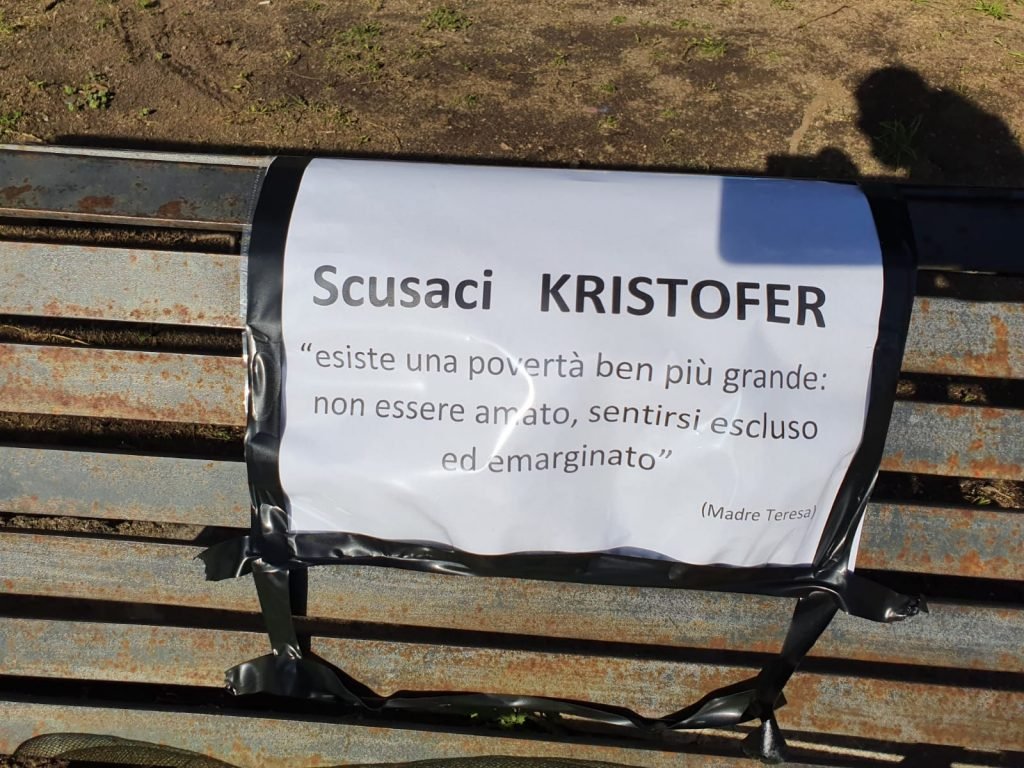 Scusaci KRISTOFER
“esiste una povertà ben più grande:
non essere amato, sentirsi escluso
ed emarginato”
(Madre Teresa)